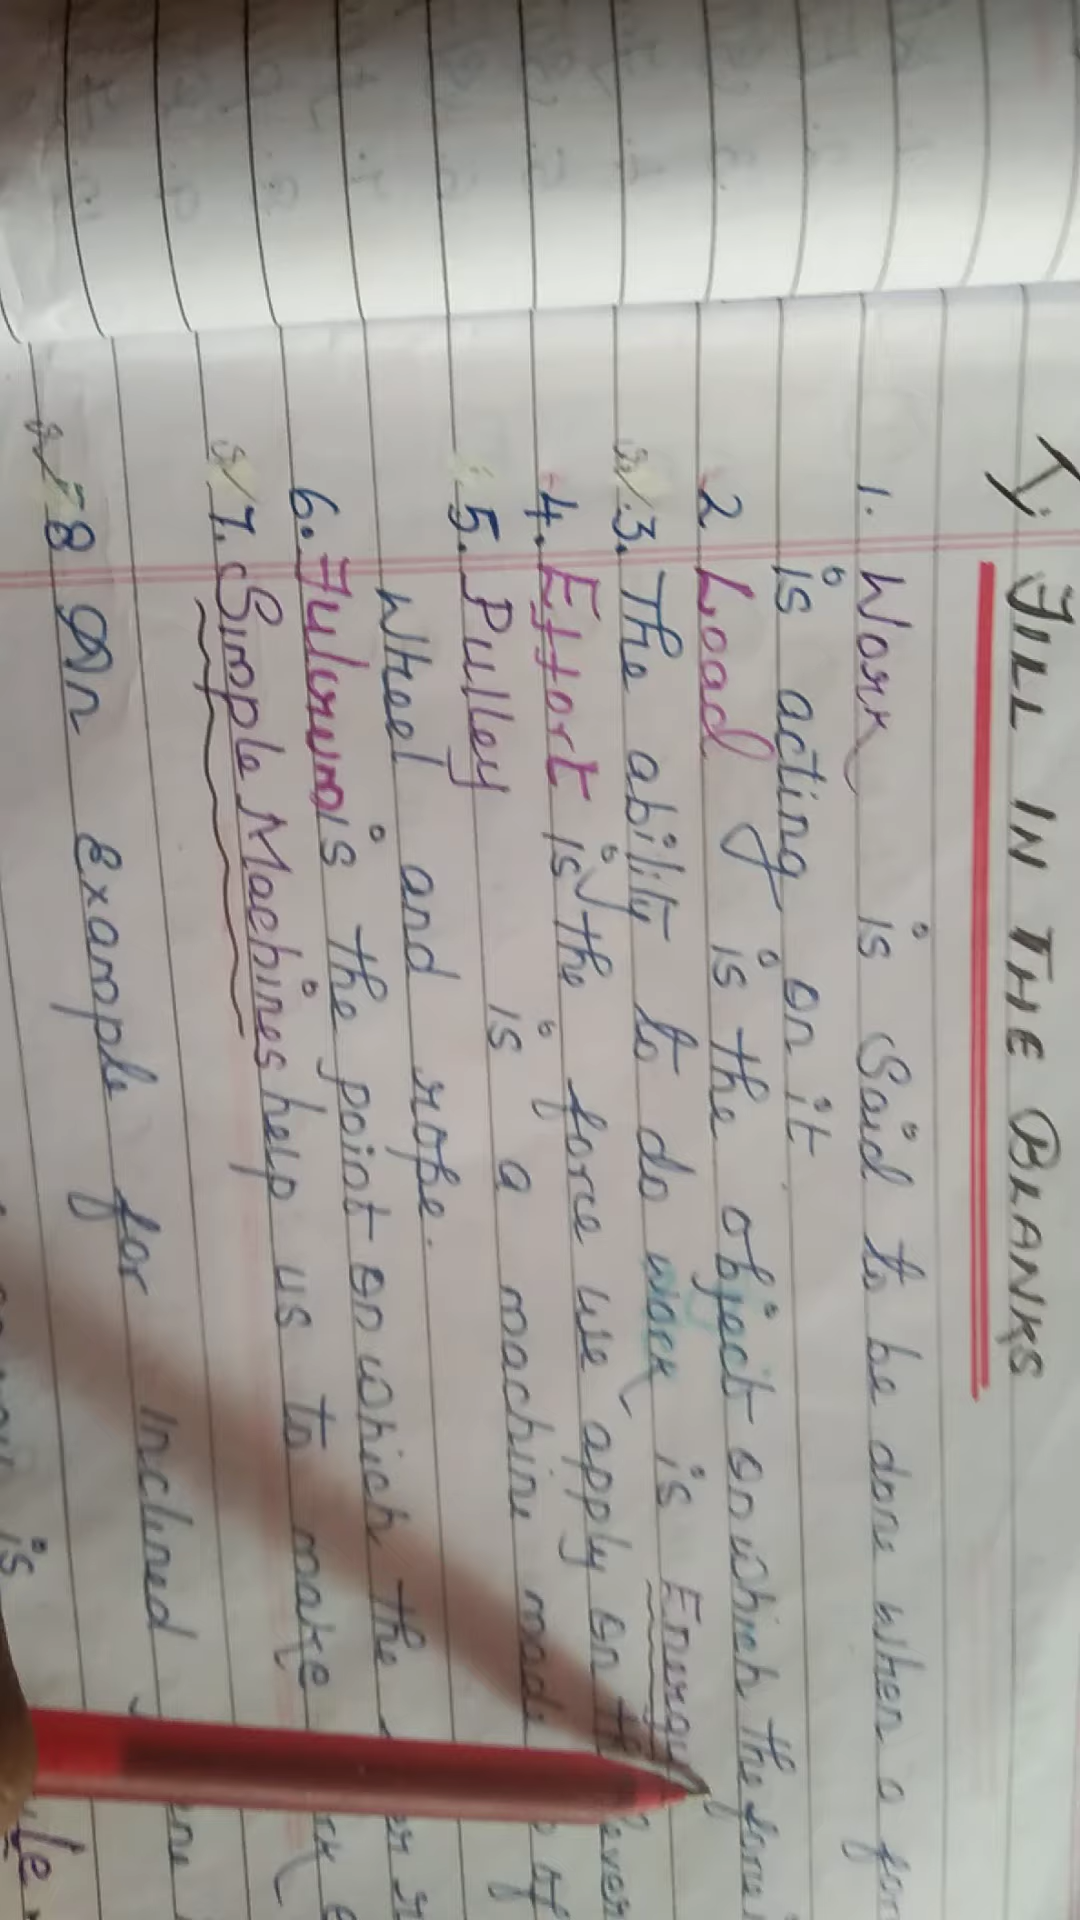 I) FILL IN THE BLANKS
1. Work is said to be done when a
is acting on it.
2 Load is the object on which the
3. The ability to do work is Energy
4. Effort is the force we apply on lever
5. Pulley is a machine made of
wheel and rope.
6. Fulcrum is the point on which the
7. Simple Machines help us to make
8 An example for inclined
is